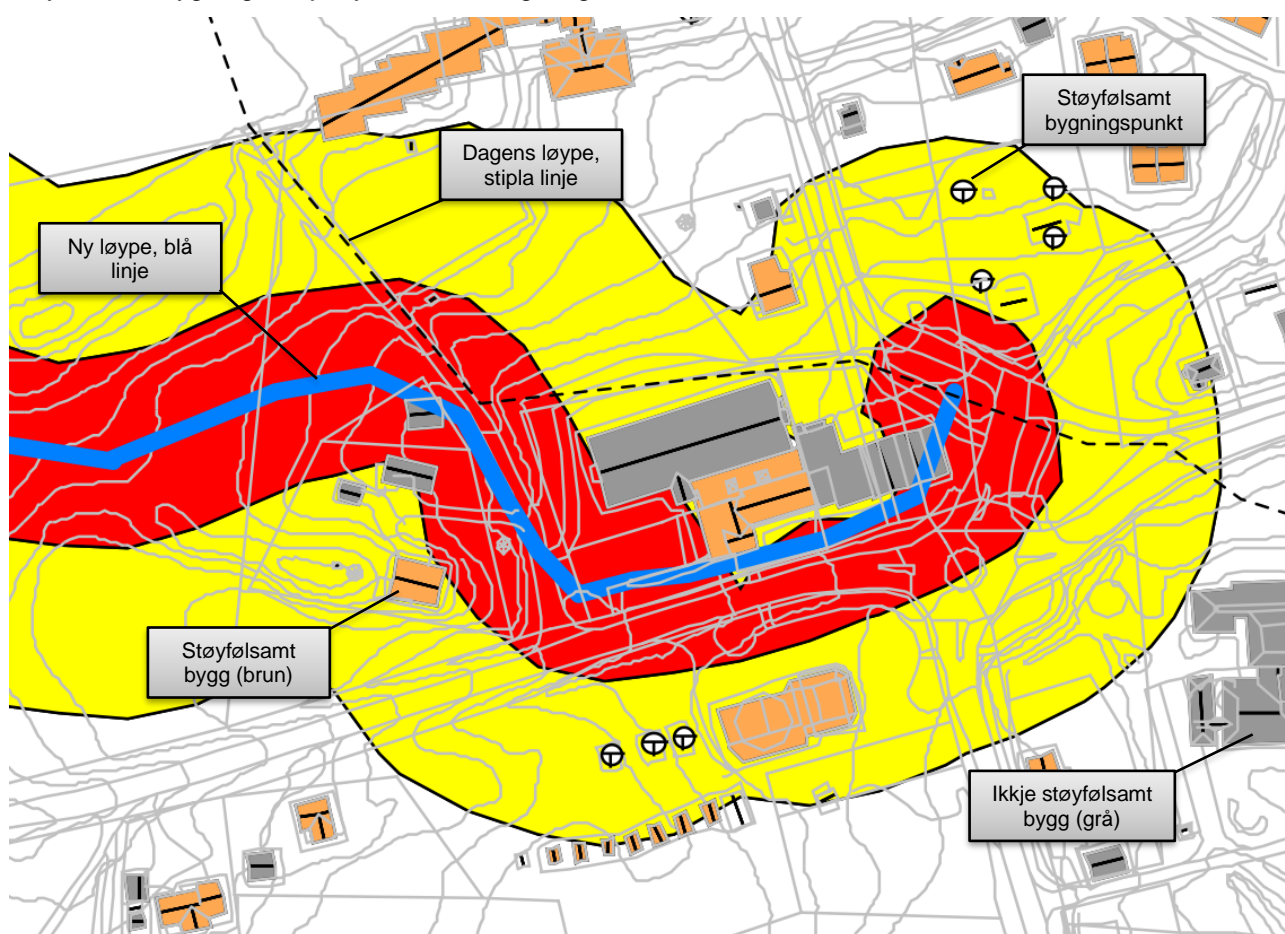 Støyfølsamt
bygningspunkt
Dagens løype,
stipla linje
Ny løype, blå
linje
Støyfølsamt
bygg (brun)
Ikkje støyfølsamt
bygg (grå)